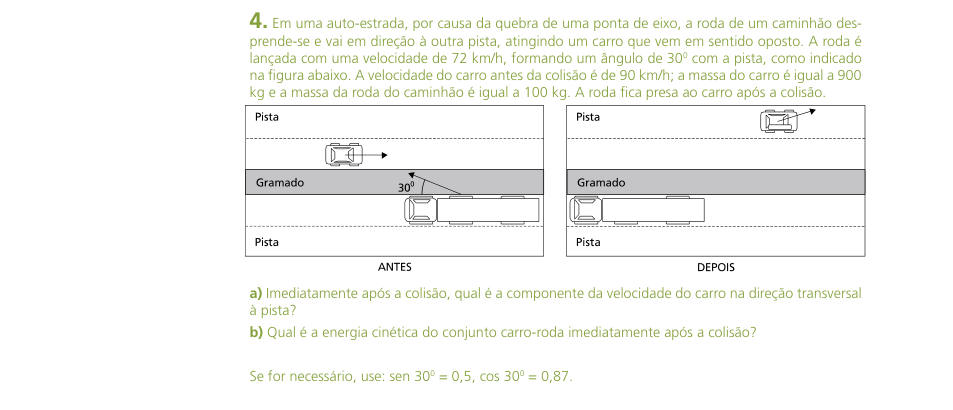 4. Em uma auto-estrada, por causa da quebra de uma ponta de eixo, a roda de um caminhão des-
prende-se e vai em direção à outra pista, atingindo um carro que vem em sentido oposto. A roda é
lançada com uma velocidade de 72 km/h, formando um ângulo de 30⁰ com a pista, como indicado
na figura abaixo. A velocidade do carro antes da colisão é de 90 km/h; a massa do carro é igual a 900
kg e a massa da roda do caminhão é igual a 100 kg. A roda fica presa ao carro após a colisão.
Pista
Gramado
30⁰
Pista
ANTES
Pista
Gramado
Pista
DEPOIS
a) Imediatamente após a colisão, qual é a componente da velocidade do carro na direção transversal
à pista?
b) Qual é a energia cinética do conjunto carro-roda imediatamente após a colisão?
Se for necessário, use: sen 30⁰ = 0,5, cos 30⁰ = 0,87.